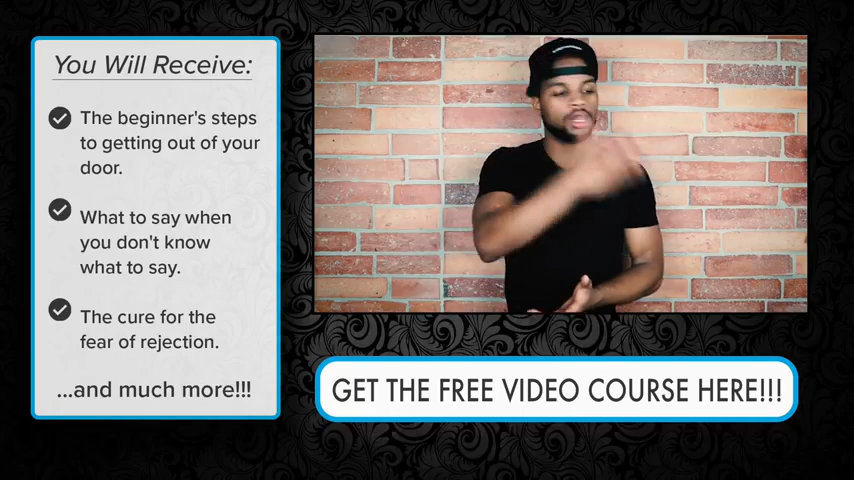 You Will Receive:
The beginner's steps
to getting out of your
door.
What to say when
you don't know
what to say.
The cure for the
fear of rejection.
...and much more!!!
GET THE FREE VIDEO COURSE HERE!!!